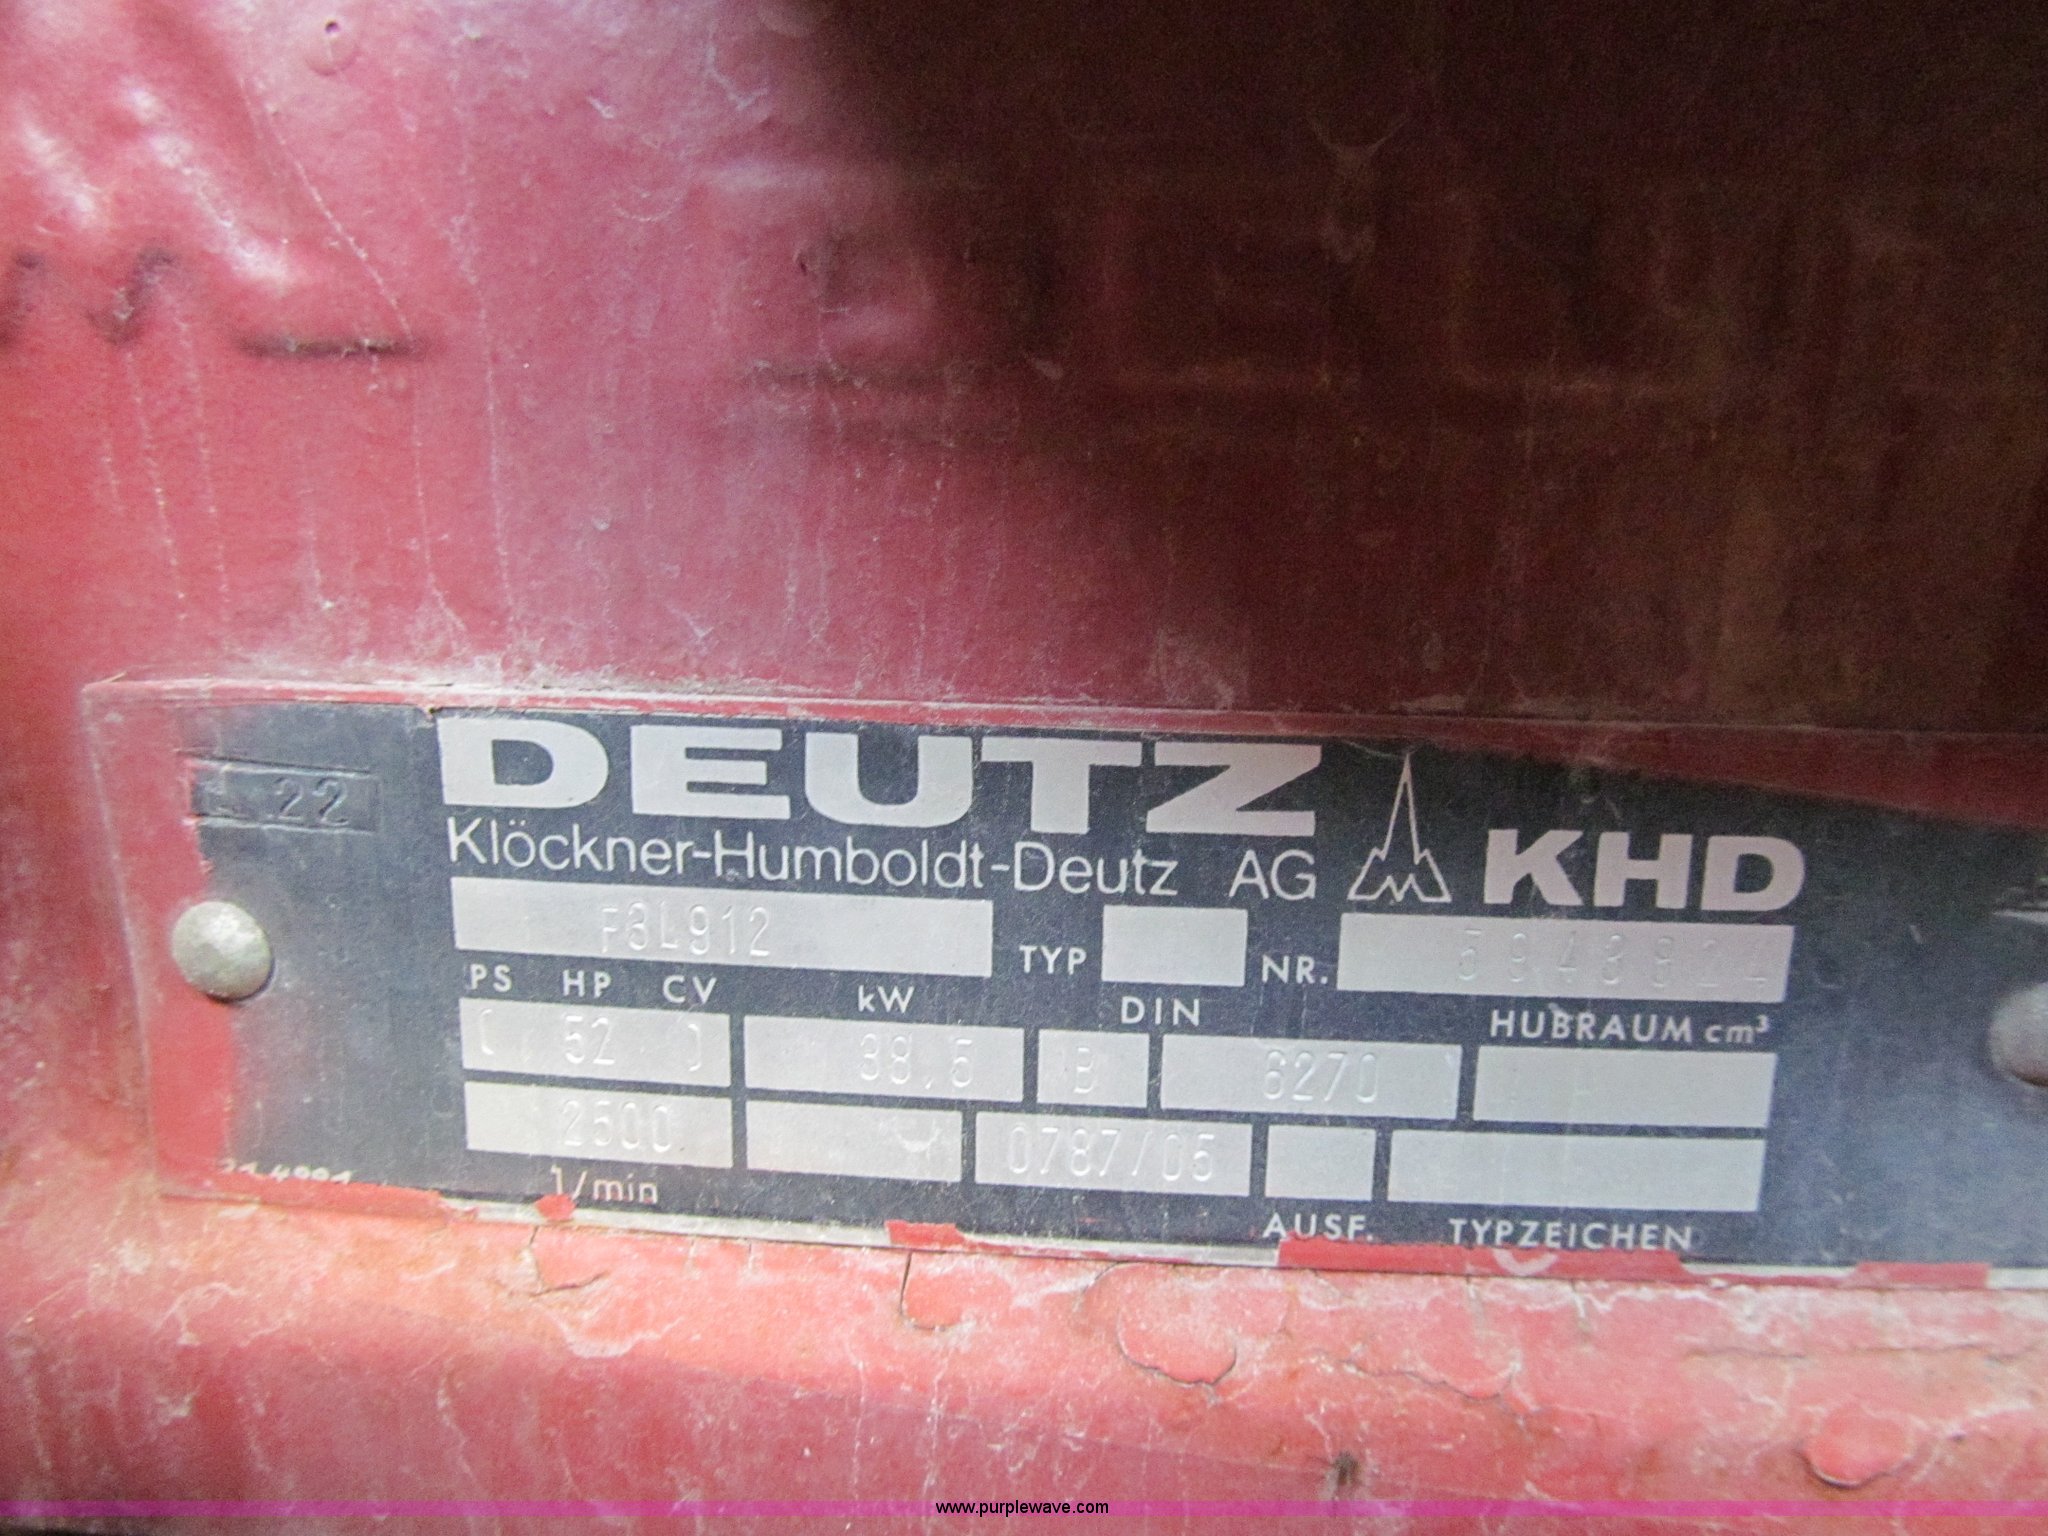 22
DEUTZ
Klöckner-Humboldt-Deutz AG KHD
F3L912 TYP NR.
PS HP CV kW DIN HUBRAUM cm³
( 52 ) 38,5 B 6270
2500 0787/05
1/min AUSF. TYPZEICHEN
www.purplewave.com